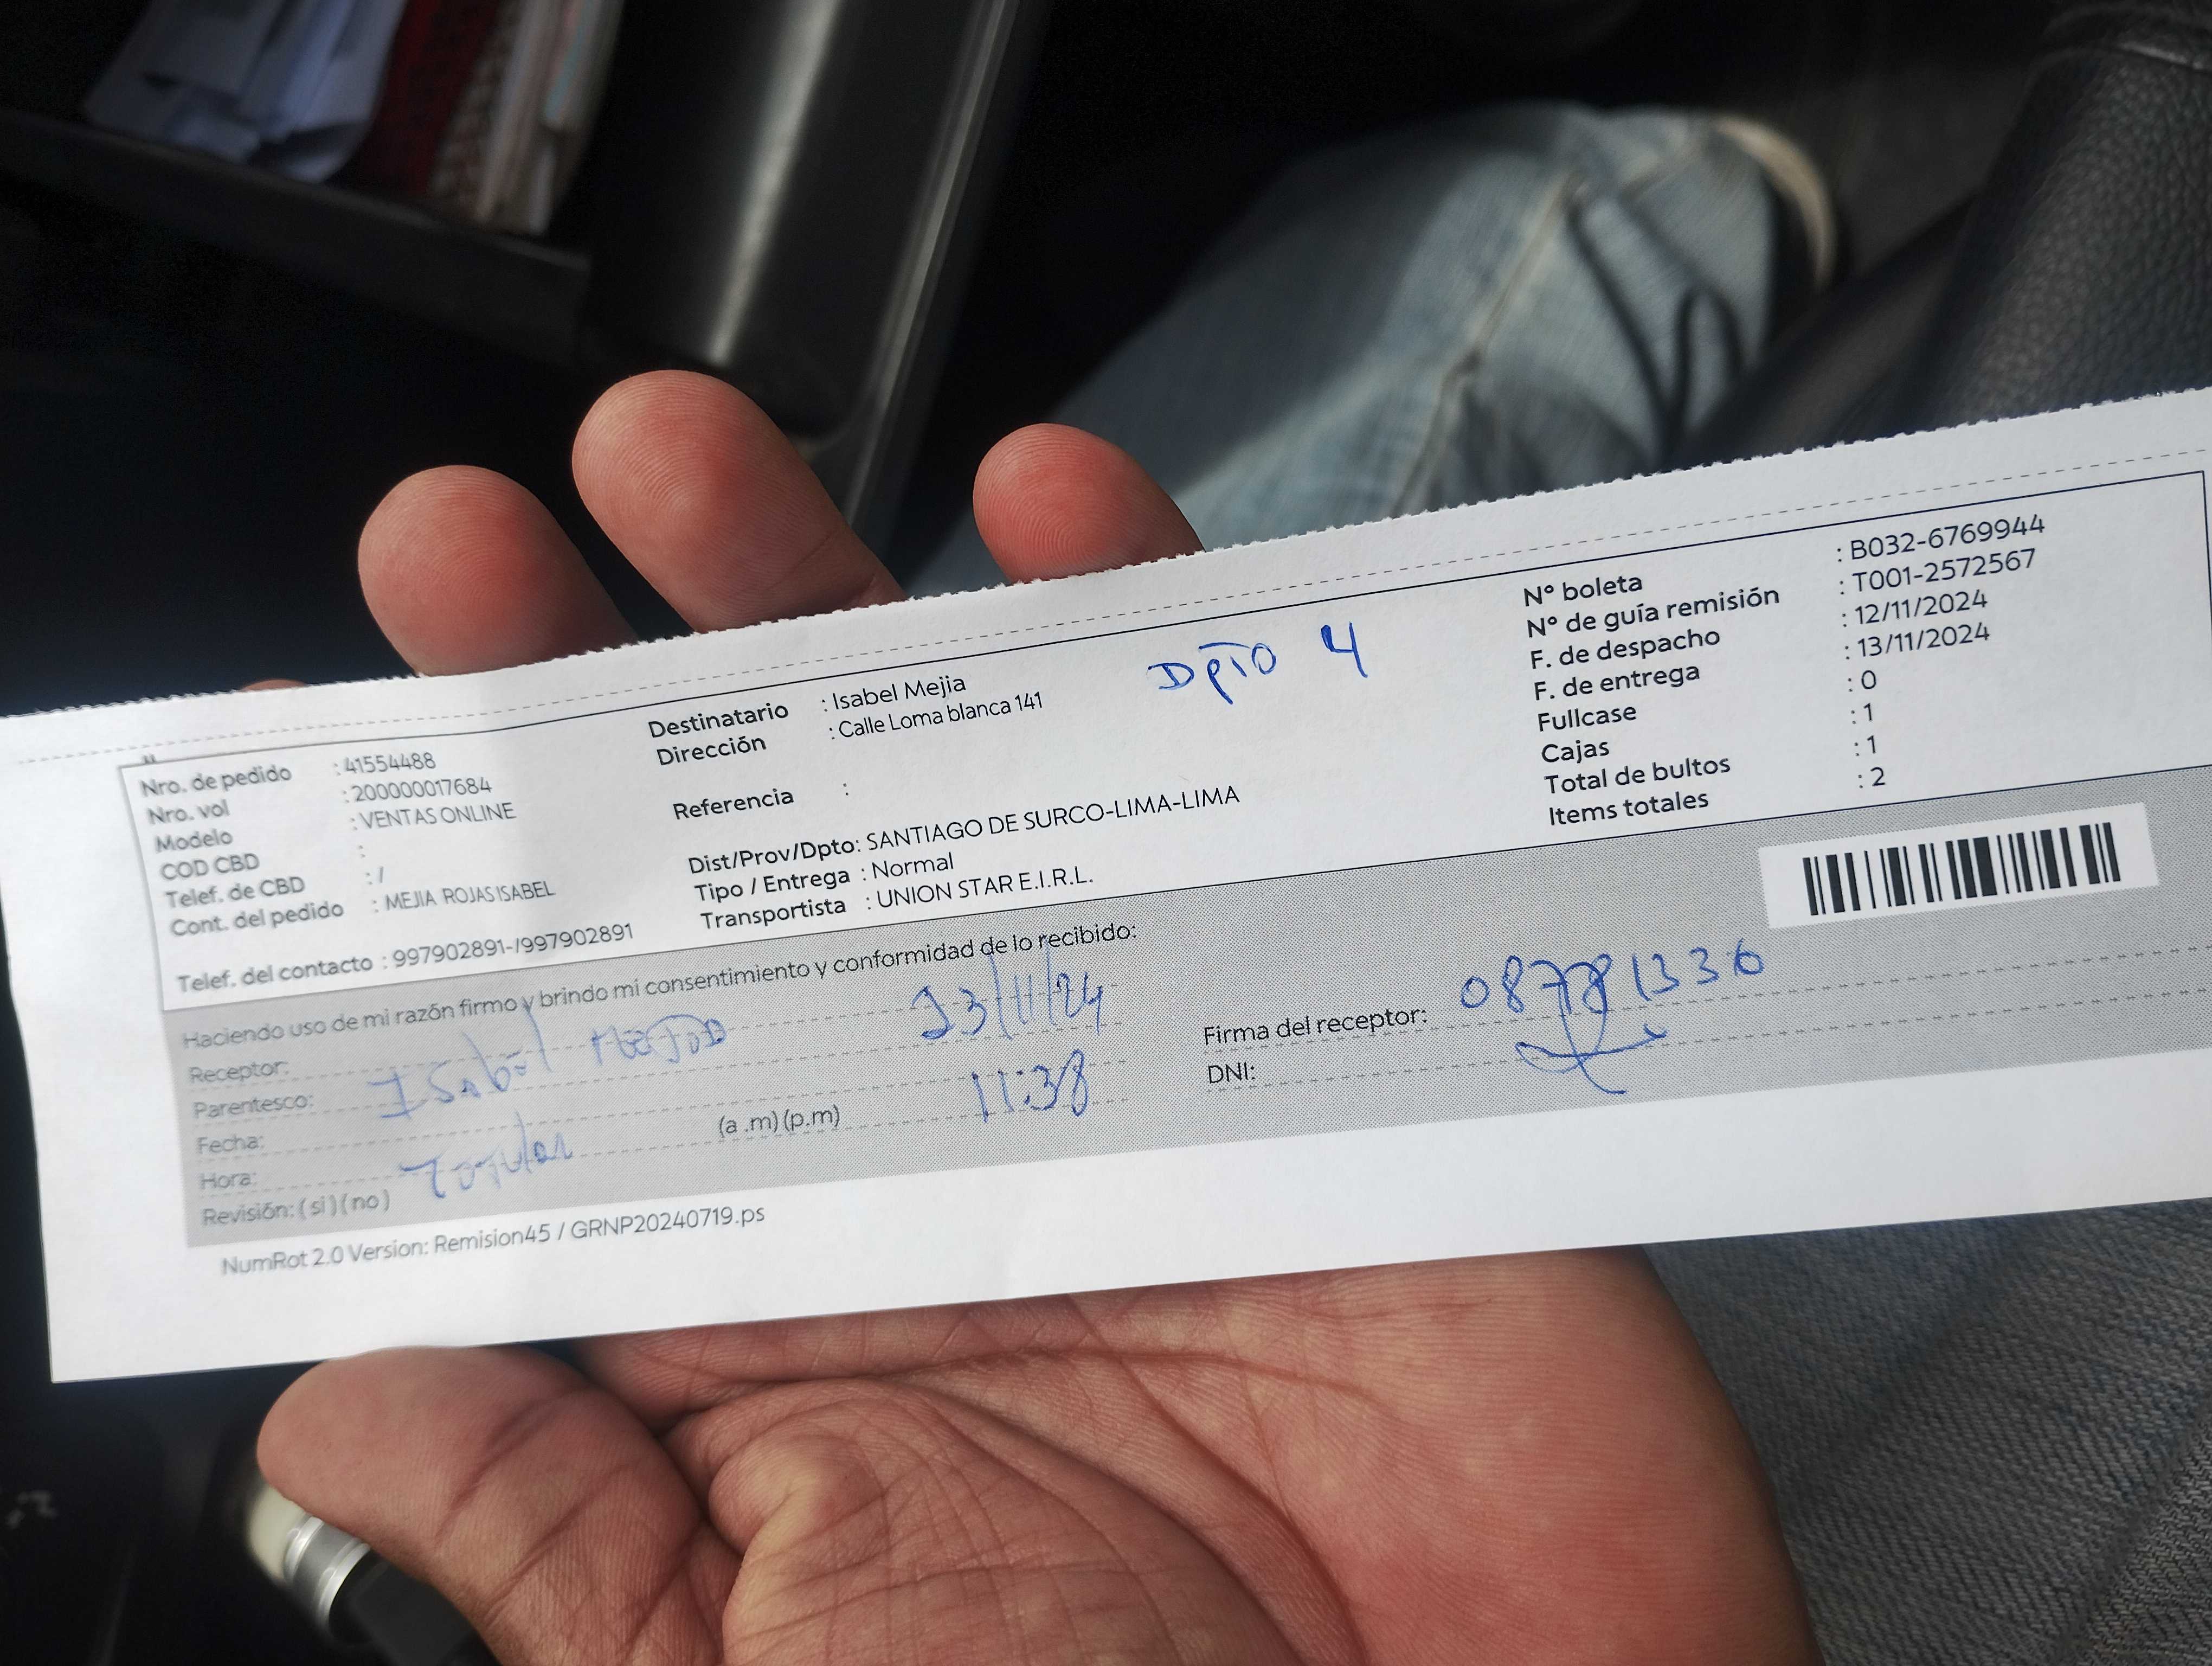 Nro. de pedido : 41554488
Nro. vol : 200000017684
Modelo : VENTAS ONLINE
COD CBD :
Telef. de CBD : /
Cont. del pedido : MEJIA ROJAS ISABEL
Telef. del contacto : 997902891-/997902891
Destinatario : Isabel Mejia
Dirección : Calle Loma blanca 141
Dpto 4
Referencia :
Dist/Prov/Dpto: SANTIAGO DE SURCO-LIMA-LIMA
Tipo / Entrega : Normal
Transportista : UNION STAR E.I.R.L.
Nº boleta : B032-6769944
Nº de guía remisión : T001-2572567
F. de despacho : 12/11/2024
F. de entrega : 13/11/2024
Fullcase : 0
Cajas : 1
Total de bultos : 1
Items totales : 2
Haciendo uso de mi razón firmo y brindo mi consentimiento y conformidad de lo recibido:
Receptor:
Isabel
Parentesco:
Fecha:
13/11/24
Hora:
(a .m) (p.m)
11:38
Revisión: ( si ) ( no )
Firma del receptor:
08781336
DNI:
NumRot 2.0 Version: Remision45 / GRNP20240719.ps